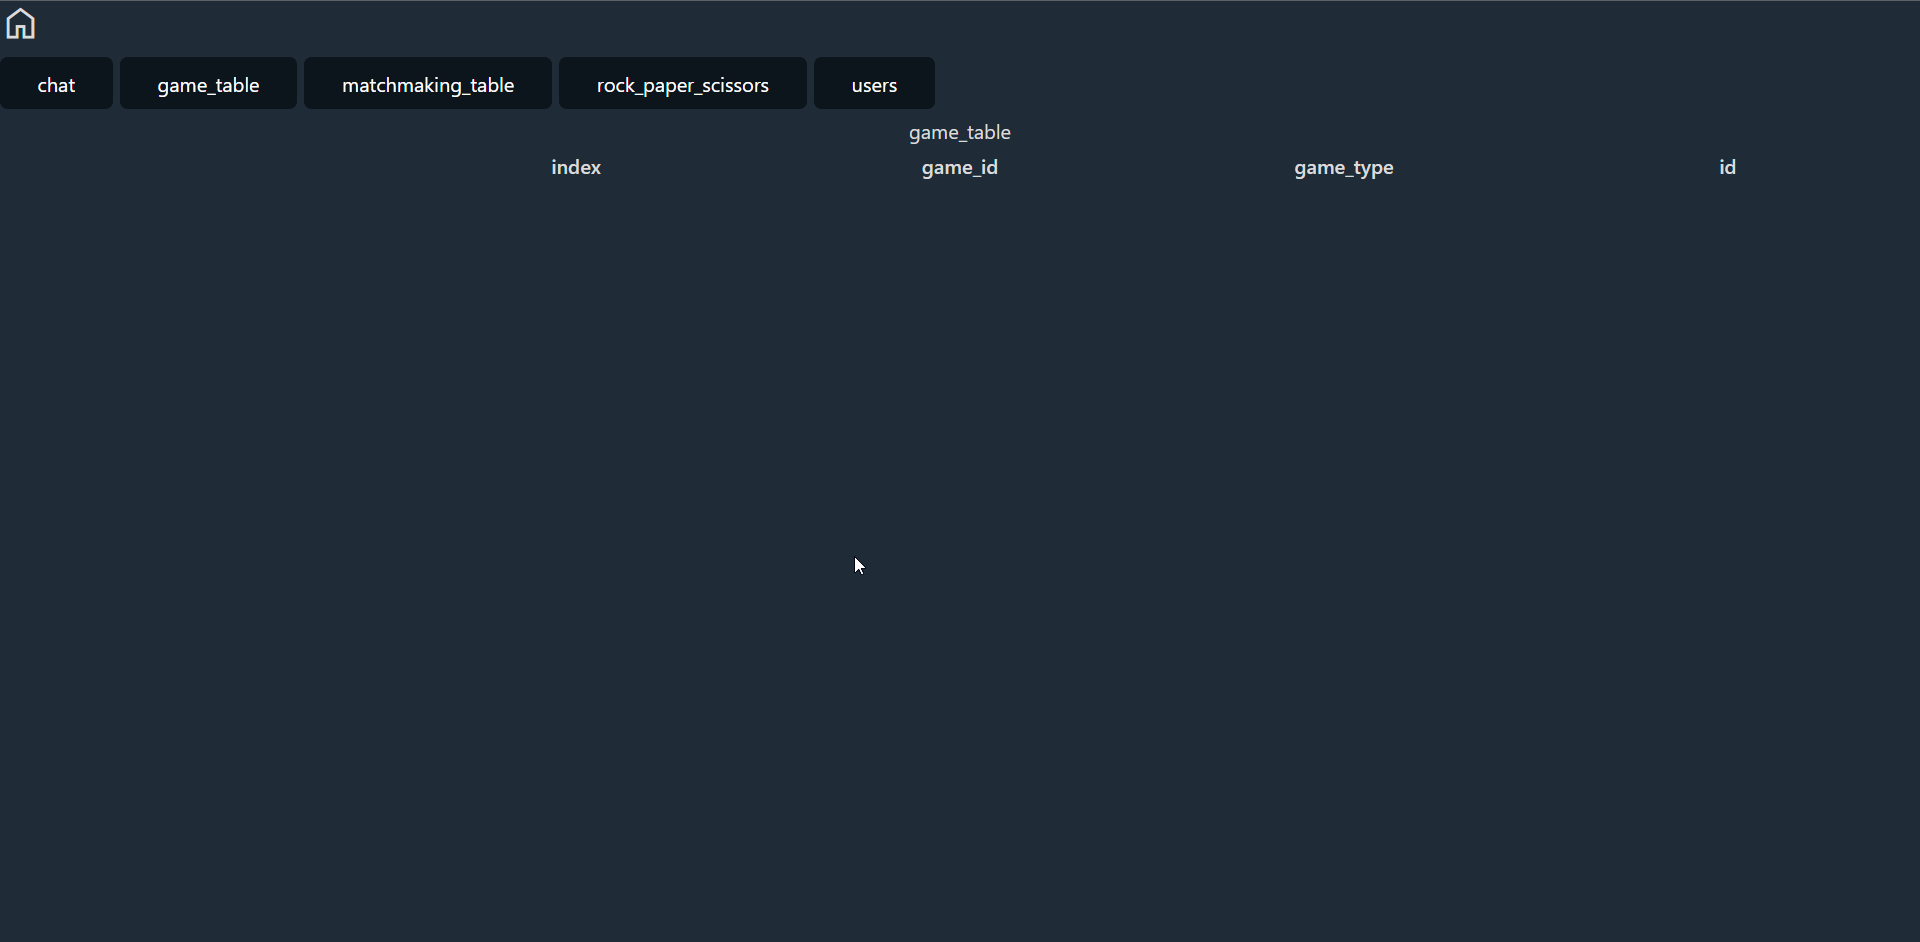 chat game_table matchmaking_table rock_paper_scissors users
game_table
index game_id game_type id